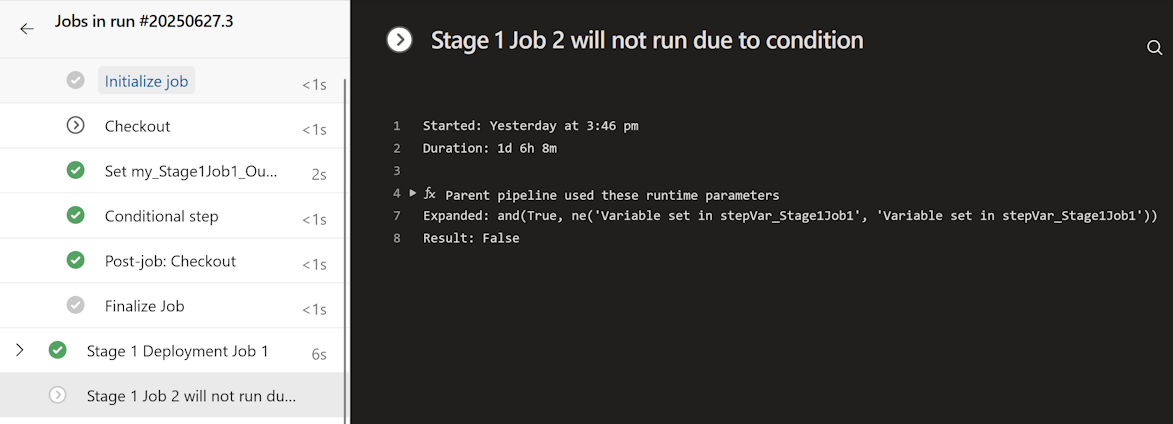 Jobs in run #20250627.3
Initialize job <1s
Checkout <1s
Set my_Stage1Job1_Ou... 2s
Conditional step <1s
Post-job: Checkout <1s
Finalize Job <1s
Stage 1 Deployment Job 1 6s
Stage 1 Job 2 will not run du...
Stage 1 Job 2 will not run due to condition
1 Started: Yesterday at 3:46 pm
2 Duration: 1d 6h 8m
3
4 fx Parent pipeline used these runtime parameters
7 Expanded: and(True, ne('Variable set in stepVar_Stage1Job1', 'Variable set in stepVar_Stage1Job1'))
8 Result: False